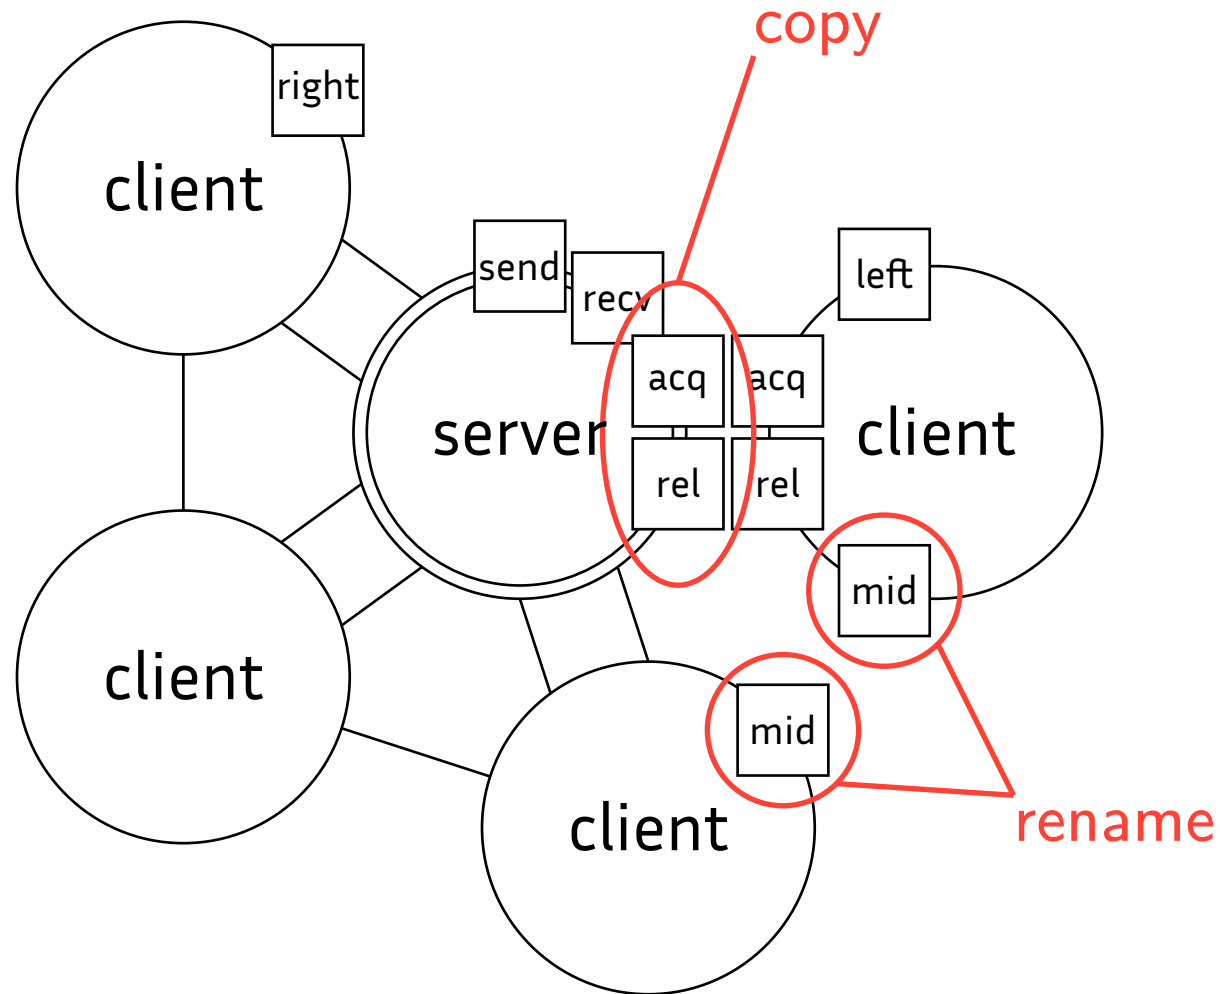 copy
right
client
send
recv
left
acq
acq
server
client
rel
rel
mid
client
mid
client
rename